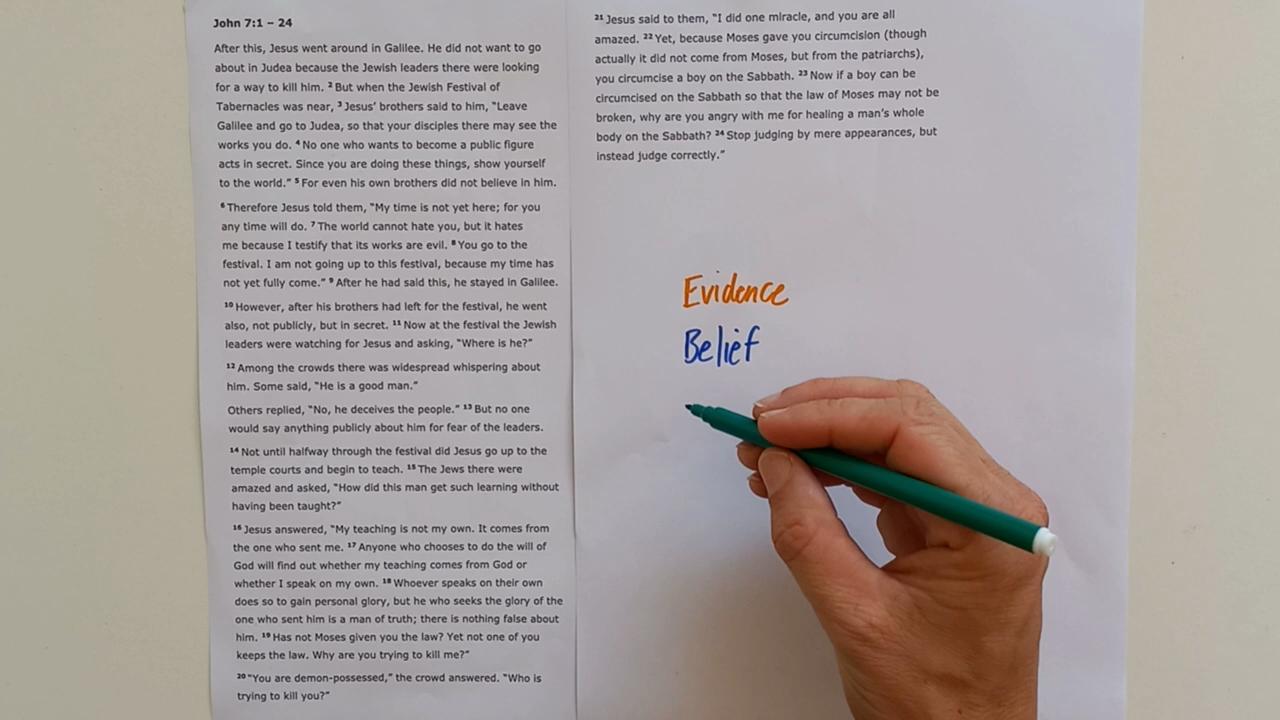 John 7:1 – 24
After this, Jesus went around in Galilee. He did not want to go
about in Judea because the Jewish leaders there were looking
for a way to kill him. ² But when the Jewish Festival of
Tabernacles was near, ³ Jesus' brothers said to him, “Leave
Galilee and go to Judea, so that your disciples there may see the
works you do. ⁴ No one who wants to become a public figure
acts in secret. Since you are doing these things, show yourself
to the world.” ⁵ For even his own brothers did not believe in him.
⁶ Therefore Jesus told them, “My time is not yet here; for you
any time will do. ⁷ The world cannot hate you, but it hates
me because I testify that its works are evil. ⁸ You go to the
festival. I am not going up to this festival, because my time has
not yet fully come.” ⁹ After he had said this, he stayed in Galilee.
¹⁰ However, after his brothers had left for the festival, he went
also, not publicly, but in secret. ¹¹ Now at the festival the Jewish
leaders were watching for Jesus and asking, “Where is he?”
¹² Among the crowds there was widespread whispering about
him. Some said, “He is a good man.”
Others replied, “No, he deceives the people.” ¹³ But no one
would say anything publicly about him for fear of the leaders.
¹⁴ Not until halfway through the festival did Jesus go up to the
temple courts and begin to teach. ¹⁵ The Jews there were
amazed and asked, “How did this man get such learning without
having been taught?”
¹⁶ Jesus answered, “My teaching is not my own. It comes from
the one who sent me. ¹⁷ Anyone who chooses to do the will of
God will find out whether my teaching comes from God or
whether I speak on my own. ¹⁸ Whoever speaks on their own
does so to gain personal glory, but he who seeks the glory of the
one who sent him is a man of truth; there is nothing false about
him. ¹⁹ Has not Moses given you the law? Yet not one of you
keeps the law. Why are you trying to kill me?”
²⁰ “You are demon-possessed,” the crowd answered. “Who is
trying to kill you?”
²¹ Jesus said to them, “I did one miracle, and you are all
amazed. ²² Yet, because Moses gave you circumcision (though
actually it did not come from Moses, but from the patriarchs),
you circumcise a boy on the Sabbath. ²³ Now if a boy can be
circumcised on the Sabbath so that the law of Moses may not be
broken, why are you angry with me for healing a man's whole
body on the Sabbath? ²⁴ Stop judging by mere appearances, but
instead judge correctly.”
Evidence
Belief